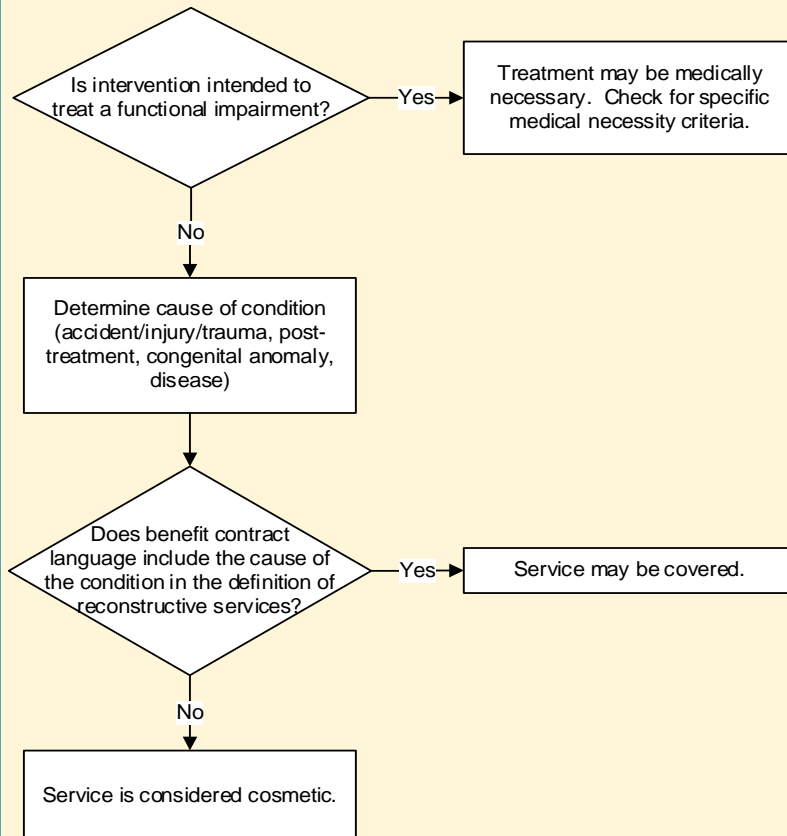 Is intervention intended to
treat a functional impairment?
Yes
Treatment may be medically
necessary.  Check for specific
medical necessity criteria.
No
Determine cause of condition
(accident/injury/trauma, post-
treatment, congenital anomaly,
disease)
Does benefit contract
language include the cause of
the condition in the definition of
reconstructive services?
Yes
Service may be covered.
No
Service is considered cosmetic.